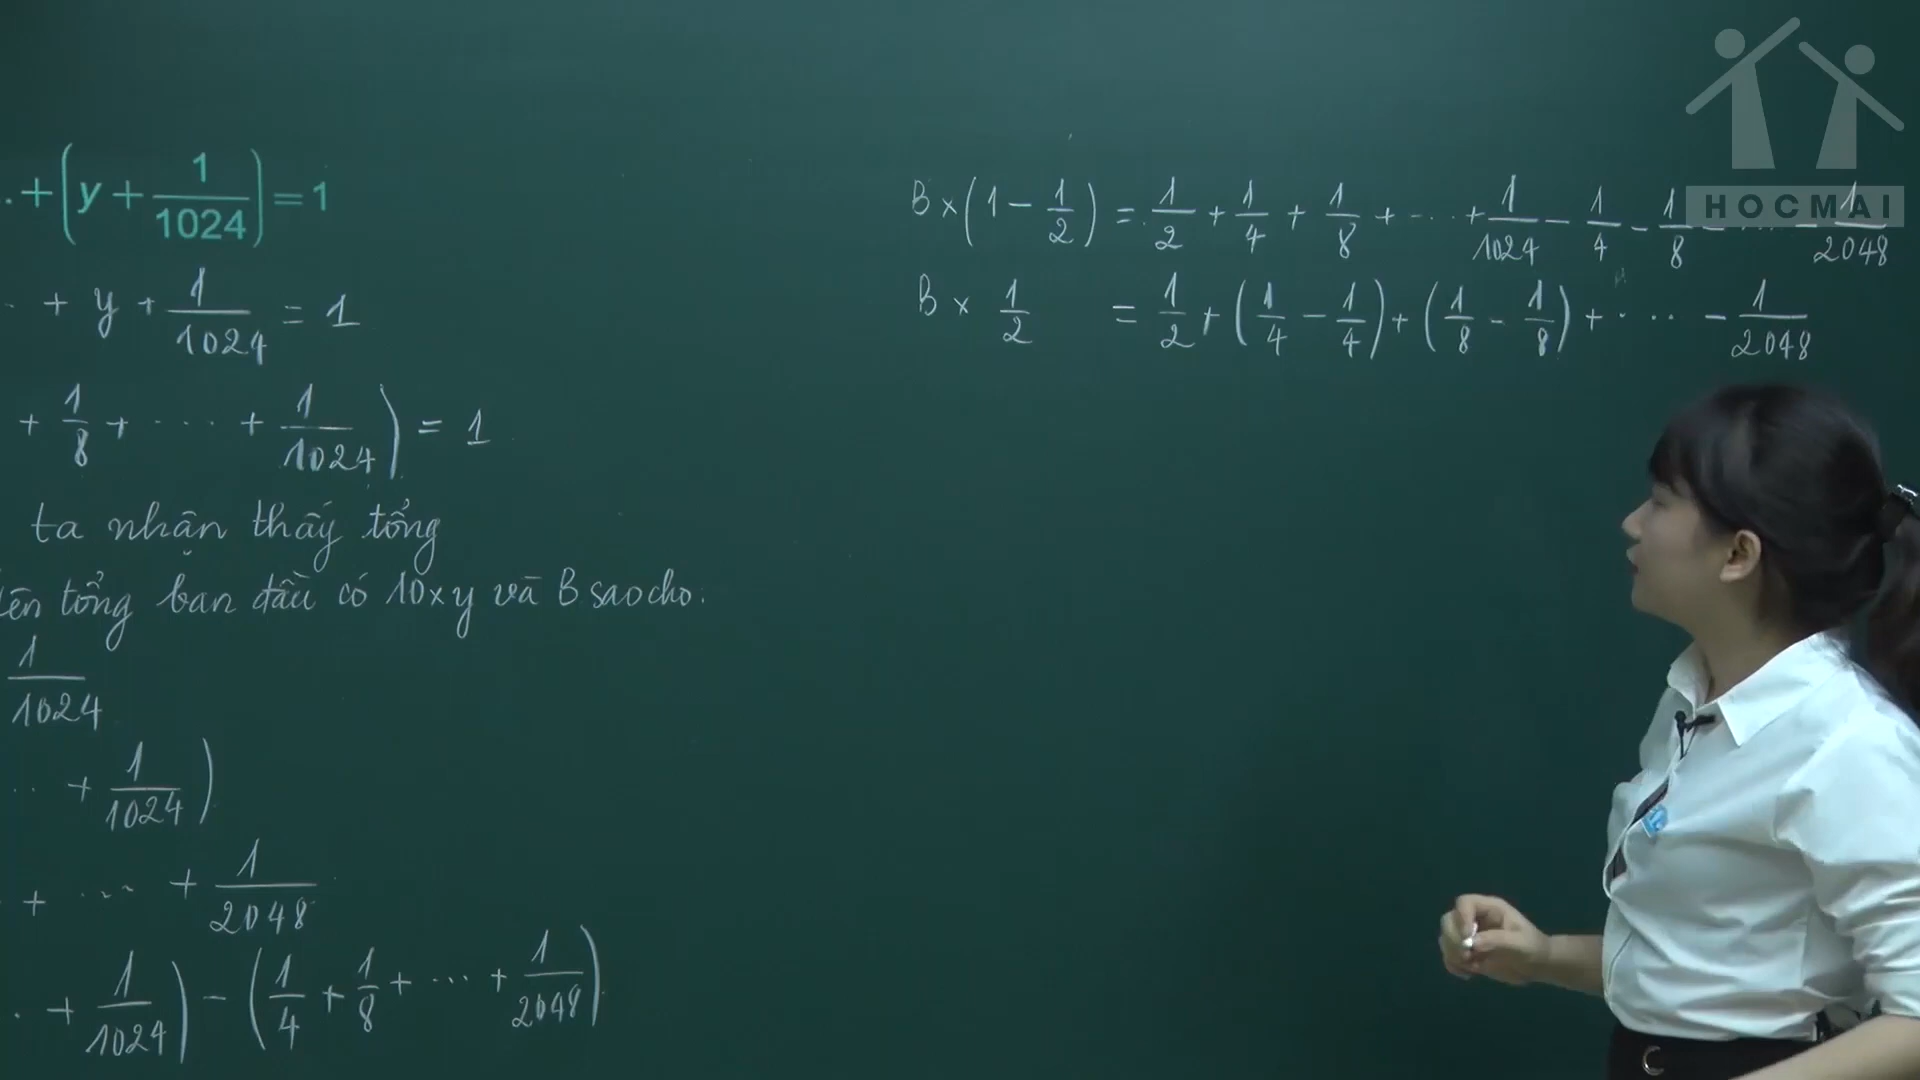 . + (y + 1/1024) = 1
+ y + 1/1024 = 1
+ 1/8 + .... + 1/1024) = 1
ta nhận thấy tổng
nên tổng ban đầu có 10 x y và B sao cho:
1/1024
.. + 1/1024)
+ .... + 1/2048
. + 1/1024) - (1/4 + 1/8 + ... + 1/2048)
B x (1 - 1/2) = 1/2 + 1/4 + 1/8 + .... + 1/1024 - 1/4 - 1/8 - .... - 1/2048
B x 1/2 = 1/2 + (1/4 - 1/4) + (1/8 - 1/8) + .... - 1/2048
HOCMAI